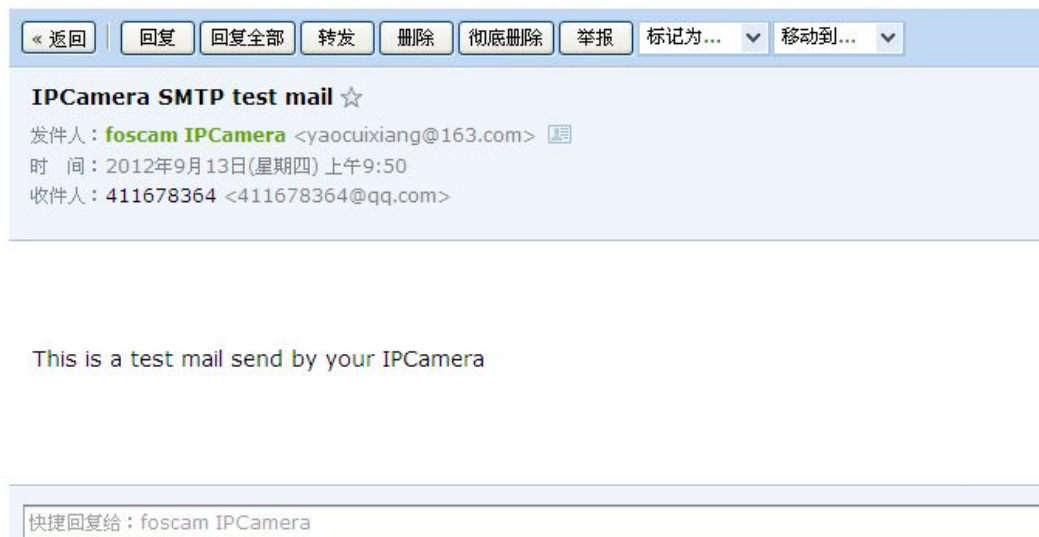 « 返回 回复 回复全部 转发 删除 彻底删除 举报 标记为... 移动到...
IPCamera SMTP test mail ☆
发件人：foscam IPCamera <yaocuixiang@163.com>
时 间：2012年9月13日(星期四) 上午9:50
收件人：411678364 <411678364@qq.com>
This is a test mail send by your IPCamera
快捷回复给：foscam IPCamera